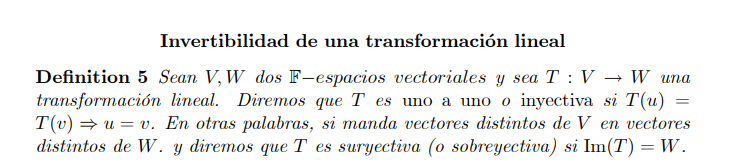 Invertibilidad de una transformación lineal
Definition 5 Sean V, W dos 𝔽−espacios vectoriales y sea T : V → W una
transformación lineal. Diremos que T es uno a uno o inyectiva si T(u) =
T(v) ⇒ u = v. En otras palabras, si manda vectores distintos de V en vectores
distintos de W. y diremos que T es suryectiva (o sobreyectiva) si Im(T) = W.